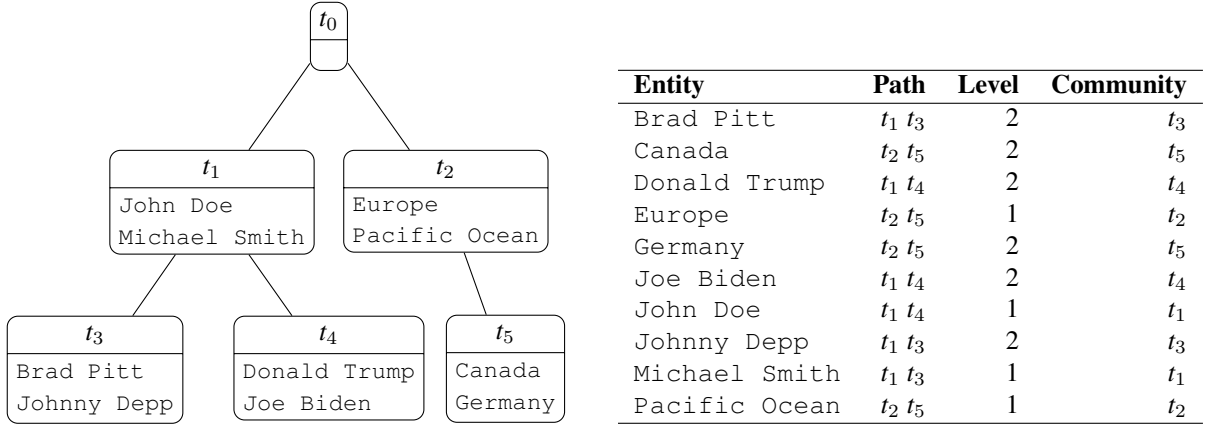 t0
t1
John Doe
Michael Smith
t2
Europe
Pacific Ocean
t3
Brad Pitt
Johnny Depp
t4
Donald Trump
Joe Biden
t5
Canada
Germany
Entity Path Level Community
Brad Pitt t1 t3 2 t3
Canada t2 t5 2 t5
Donald Trump t1 t4 2 t4
Europe t2 t5 1 t2
Germany t2 t5 2 t5
Joe Biden t1 t4 2 t4
John Doe t1 t4 1 t1
Johnny Depp t1 t3 2 t3
Michael Smith t1 t3 1 t1
Pacific Ocean t2 t5 1 t2